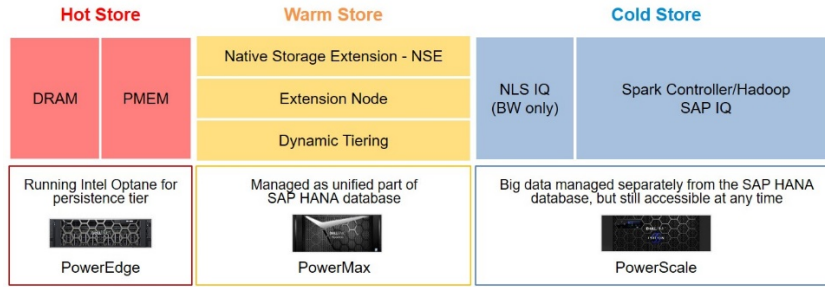 Hot Store
Warm Store
Cold Store
DRAM
PMEM
Native Storage Extension - NSE
Extension Node
Dynamic Tiering
NLS IQ
(BW only)
Spark Controller/Hadoop
SAP IQ
Running Intel Optane for
persistence tier
PowerEdge
Managed as unified part of
SAP HANA database
PowerMax
Big data managed separately from the SAP HANA
database, but still accessible at any time
PowerScale